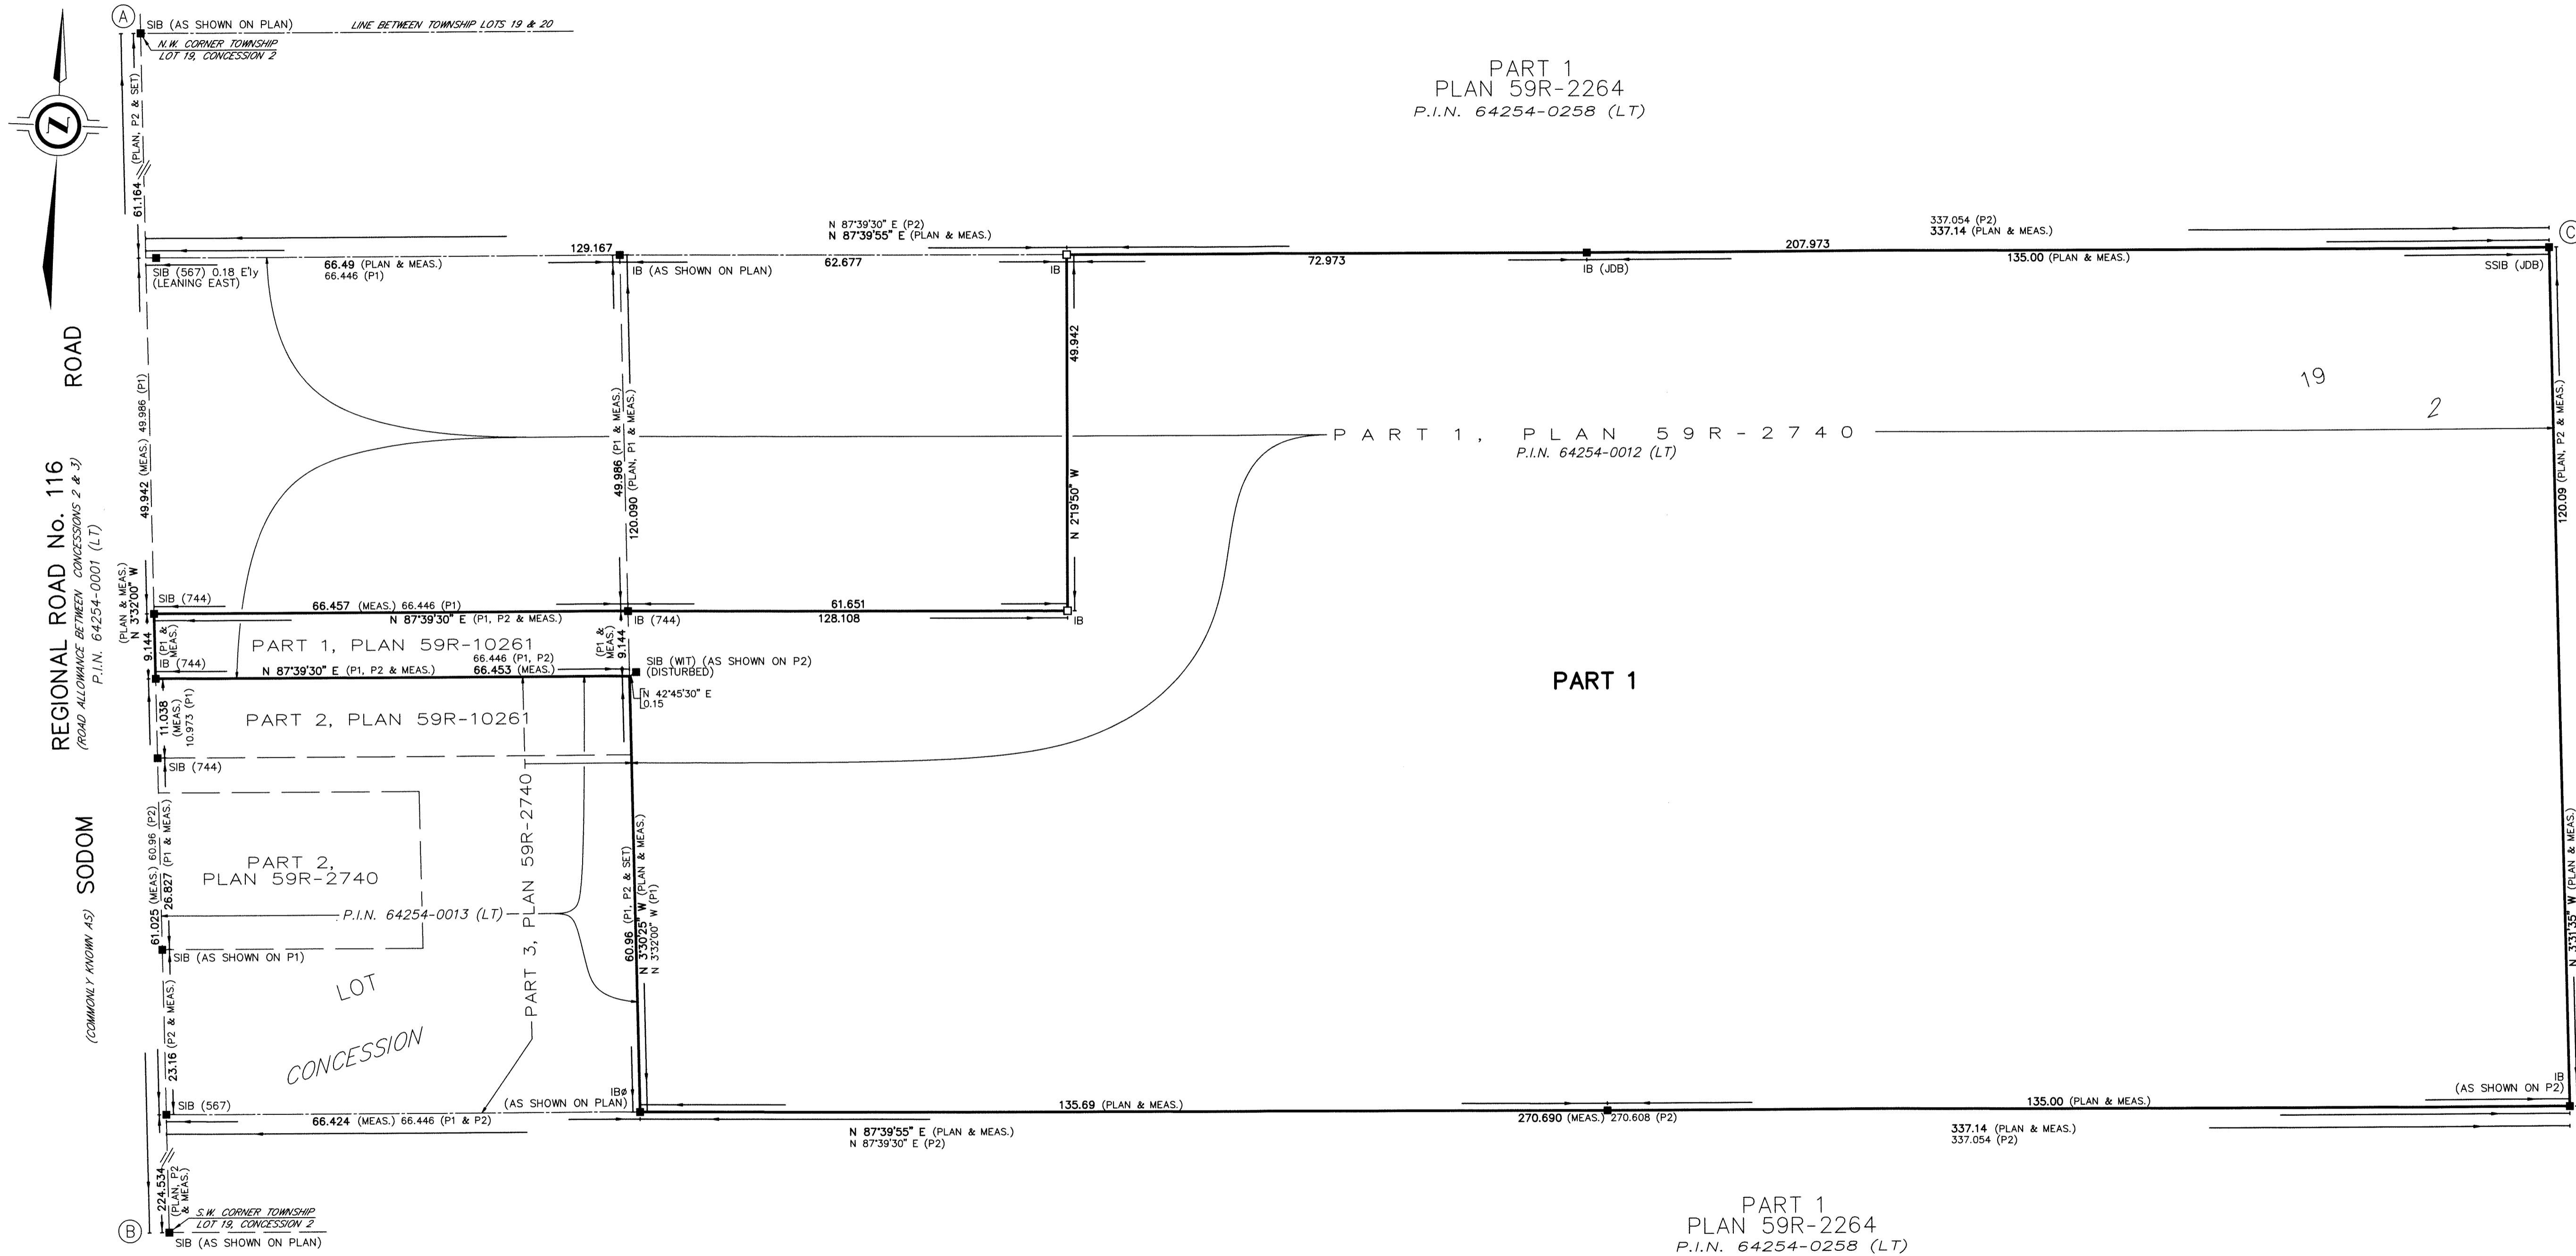 A
SIB (AS SHOWN ON PLAN)
LINE BETWEEN TOWNSHIP LOTS 19 & 20
N.W. CORNER TOWNSHIP
LOT 19, CONCESSION 2
PART 1
PLAN 59R-2264
P.I.N. 64254-0258 (LT)
N
61.164 (PLAN, P2 & SET)
N 87°39'30" E (P2)
N 87°39'55" E (PLAN & MEAS.)
337.054 (P2)
337.14 (PLAN & MEAS.)
C
129.167
207.973
SIB (567) 0.18 E'ly
(LEANING EAST)
66.49 (PLAN & MEAS.)
66.446 (P1)
IB (AS SHOWN ON PLAN)
62.677
IB
72.973
IB (JDB)
135.00 (PLAN & MEAS.)
SSIB (JDB)
49.942 (MEAS.) 49.986 (P1)
49.986 (P1 & MEAS.)
120.090 (PLAN, P1 & MEAS.)
49.942
N 2°19'50" W
19
2
120.09 (PLAN, P2 & MEAS.)
N 3°31'35" W (PLAN & MEAS.)
PART 1, PLAN 59R-2740
P.I.N. 64254-0012 (LT)
REGIONAL ROAD No. 116
(ROAD ALLOWANCE BETWEEN CONCESSIONS 2 & 3)
P.I.N. 64254-0001 (LT)
(COMMONLY KNOWN AS) SODOM ROAD
(PLAN & MEAS.)
N 3°32'00" W
SIB (744)
66.457 (MEAS.) 66.446 (P1)
N 87°39'30" E (P1, P2 & MEAS.)
61.651
128.108
IB (744)
IB
9.144
(P1 &
MEAS.)
PART 1, PLAN 59R-10261
(P1 &
MEAS.)
9.144
IB (744)
N 87°39'30" E (P1, P2 & MEAS.)
66.446 (P1, P2)
66.453 (MEAS.)
SIB (WIT) (AS SHOWN ON P2)
(DISTURBED)
N 42°45'30" E
0.15
PART 1
11.038
(MEAS.)
10.973 (P1)
PART 2, PLAN 59R-10261
SIB (744)
61.025 (MEAS.) 60.96 (P2)
26.827 (P1 & MEAS.)
PART 2,
PLAN 59R-2740
PART 3, PLAN 59R-2740
P.I.N. 64254-0013 (LT)
60.96 (P1, P2 & SET)
N 3°30'25" W (PLAN & MEAS.)
N 3°32'00" W (P1)
SIB (AS SHOWN ON P1)
LOT
CONCESSION
23.16 (P2 & MEAS.)
SIB (567)
66.424 (MEAS.) 66.446 (P1 & P2)
IBø
(AS SHOWN ON PLAN)
135.69 (PLAN & MEAS.)
270.690 (MEAS.) 270.608 (P2)
135.00 (PLAN & MEAS.)
IB
(AS SHOWN ON P2)
N 87°39'55" E (PLAN & MEAS.)
N 87°39'30" E (P2)
337.14 (PLAN & MEAS.)
337.054 (P2)
224.534
(PLAN, P2
& MEAS.)
S.W. CORNER TOWNSHIP
LOT 19, CONCESSION 2
B
SIB (AS SHOWN ON PLAN)
PART 1
PLAN 59R-2264
P.I.N. 64254-0258 (LT)